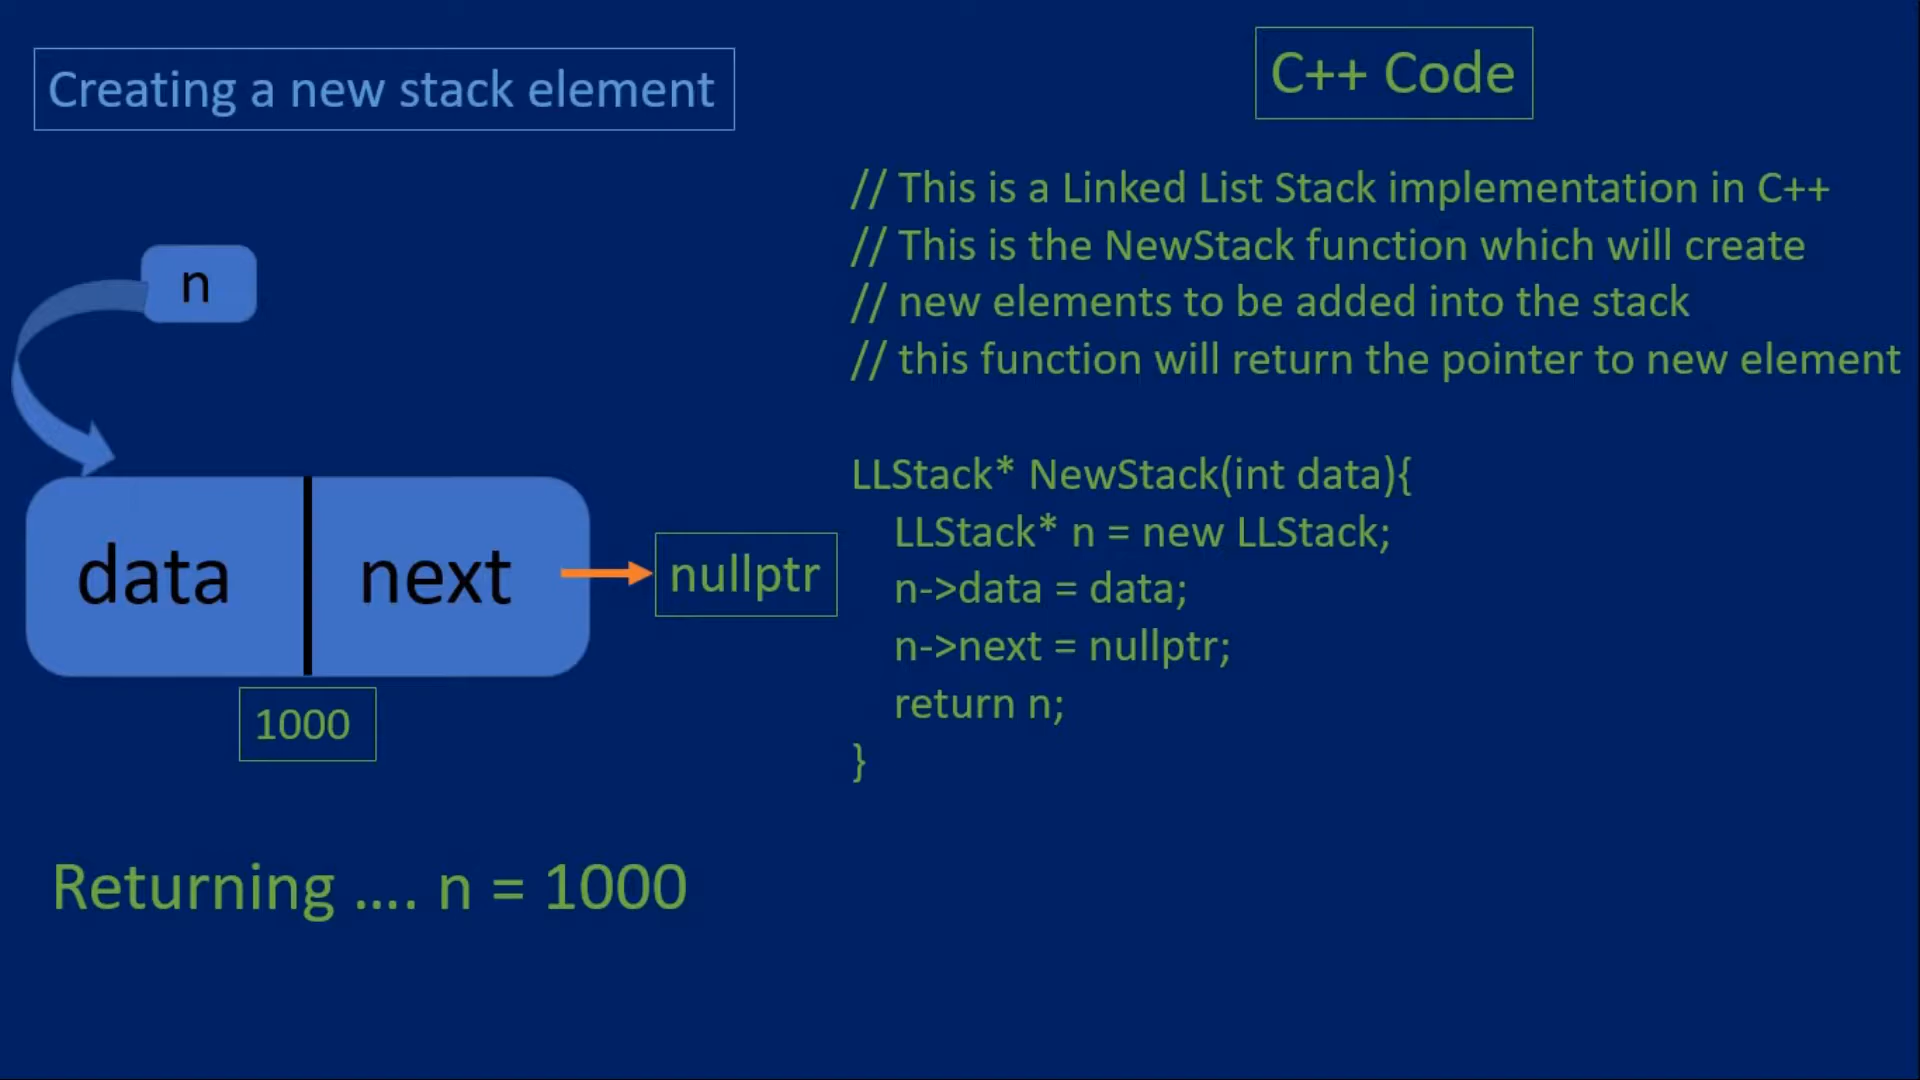 Creating a new stack element
n
data
next
nullptr
1000
Returning .... n = 1000
C++ Code
// This is a Linked List Stack implementation in C++
// This is the NewStack function which will create
// new elements to be added into the stack
// this function will return the pointer to new element
LLStack* NewStack(int data){
LLStack* n = new LLStack;
n->data = data;
n->next = nullptr;
return n;
}